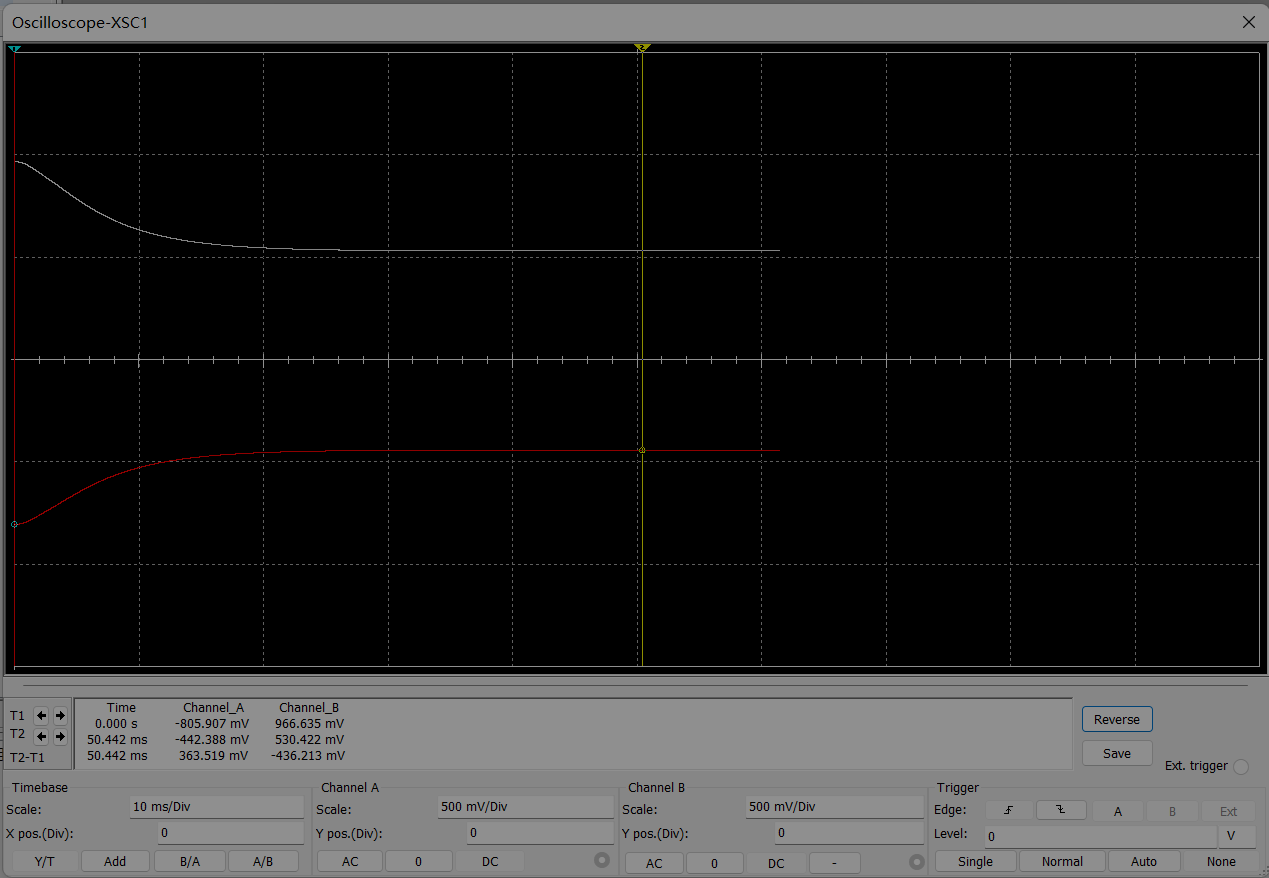 Oscilloscope-XSC1
1 2
Time Channel_A Channel_B
T1 0.000 s -805.907 mV 966.635 mV
T2 50.442 ms -442.388 mV 530.422 mV
T2-T1 50.442 ms 363.519 mV -436.213 mV
Reverse
Save
Ext. trigger
Timebase
Scale: 10 ms/Div
X pos.(Div): 0
Y/T Add B/A A/B
Channel A
Scale: 500 mV/Div
Y pos.(Div): 0
AC 0 DC
Channel B
Scale: 500 mV/Div
Y pos.(Div): 0
AC 0 DC -
Trigger
Edge: A B Ext
Level: 0 V
Single Normal Auto None